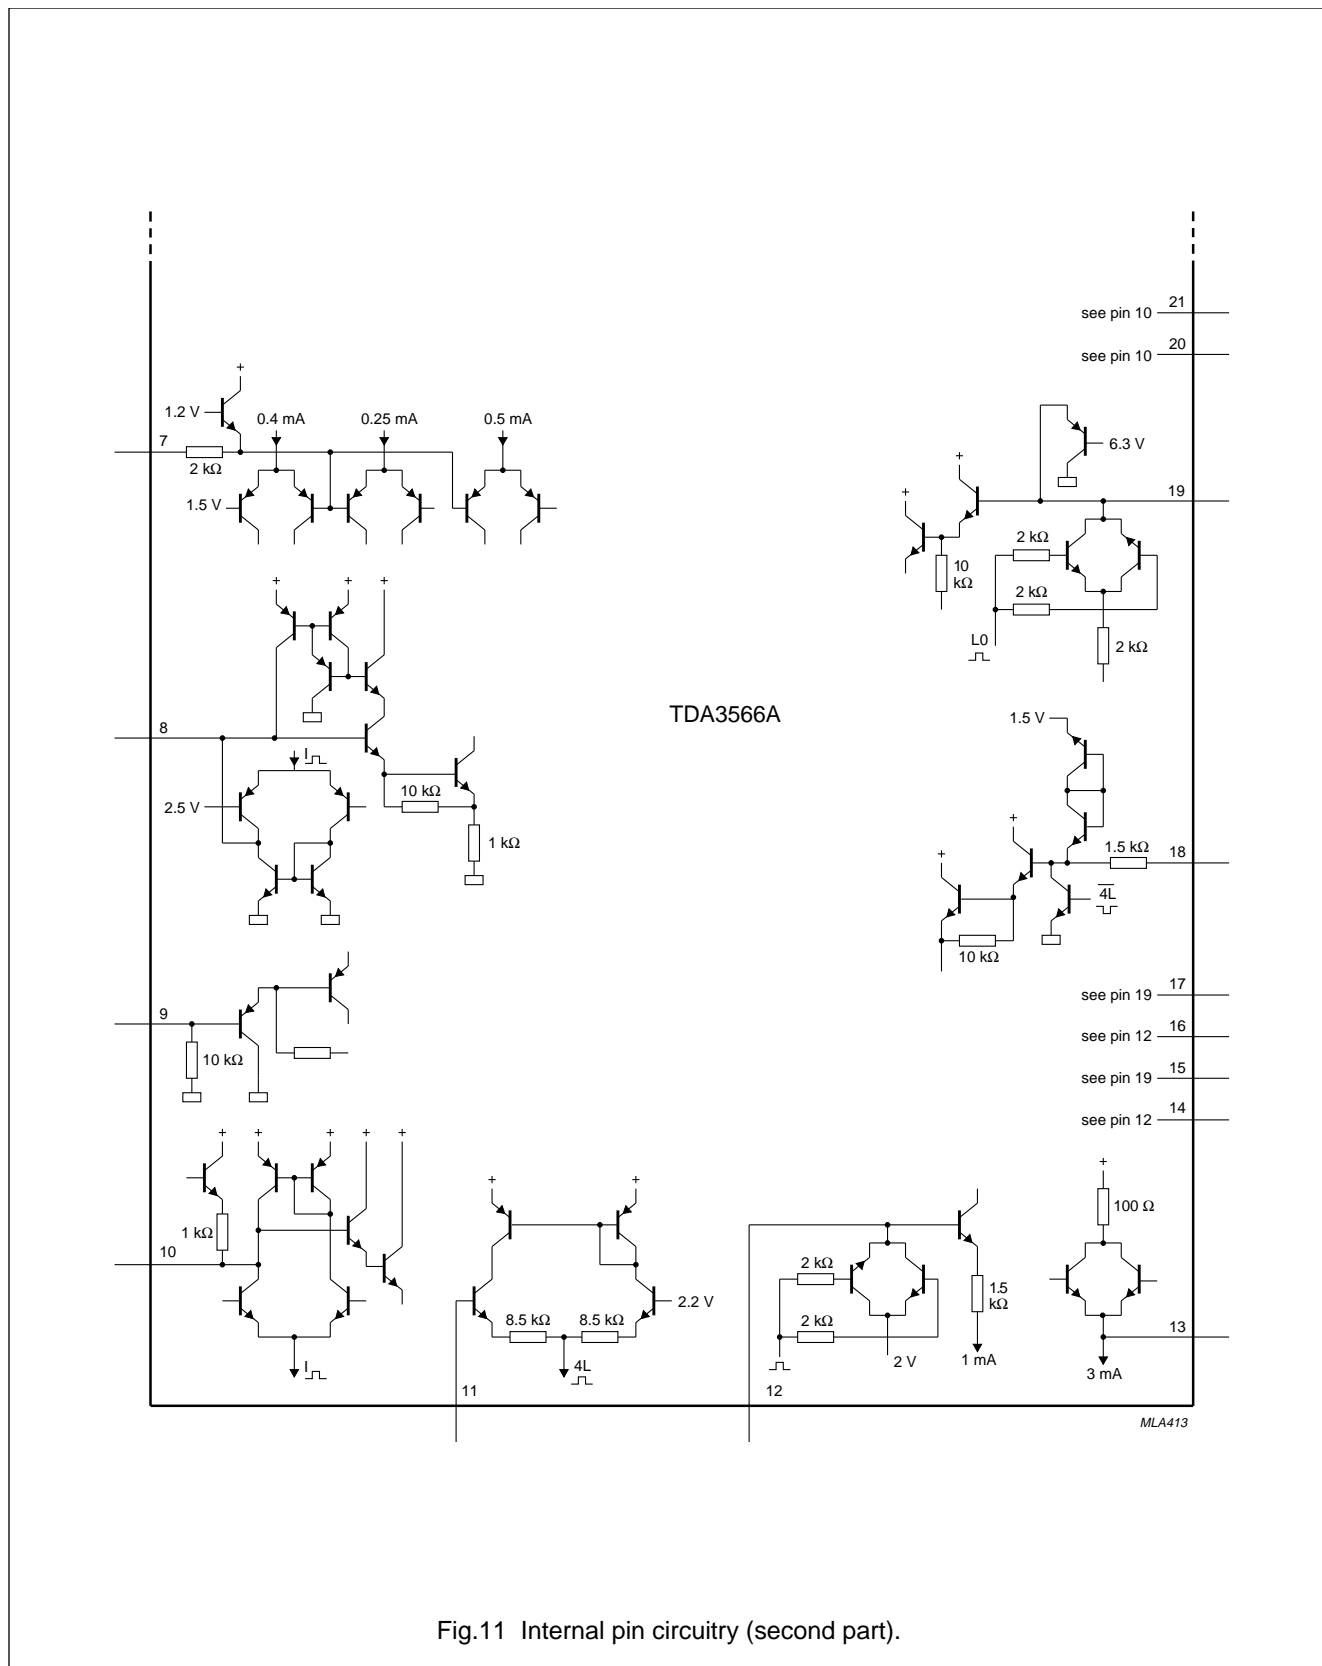 21
see pin 10
20
see pin 10
+
1.2 V
0.4 mA
0.25 mA
0.5 mA
7
2 kΩ
1.5 V
6.3 V
+
19
+
2 kΩ
10 kΩ
2 kΩ
L0
2 kΩ
+
+
+
TDA3566A
8
I
2.5 V
10 kΩ
1 kΩ
1.5 V
+
+
1.5 kΩ
18
4L
10 kΩ
9
10 kΩ
17
see pin 19
16
see pin 12
15
see pin 19
14
see pin 12
+
+
+
+
+
1 kΩ
10
I
+
+
2.2 V
8.5 kΩ
8.5 kΩ
4L
11
2 kΩ
2 kΩ
1.5 kΩ
2 V
1 mA
12
+
100 Ω
13
3 mA
MLA413
Fig.11 Internal pin circuitry (second part).